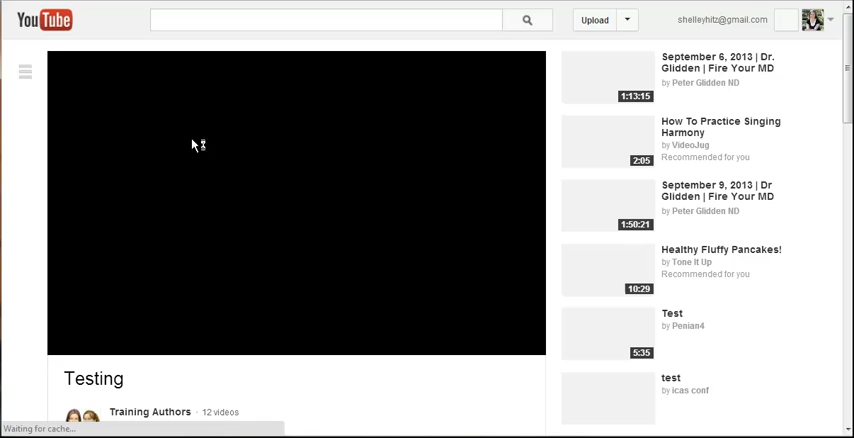 YouTube
Upload
shelleyhitz@gmail.com
September 6, 2013 | Dr.
Glidden | Fire Your MD
by Peter Glidden ND
1:13:15
How To Practice Singing
Harmony
by VideoJug
Recommended for you
2:05
September 9, 2013 | Dr
Glidden | Fire Your MD
by Peter Glidden ND
1:50:21
Healthy Fluffy Pancakes!
by Tone It Up
Recommended for you
10:29
Test
by Penian4
5:35
test
by icas conf
Testing
Training Authors · 12 videos
Waiting for cache...